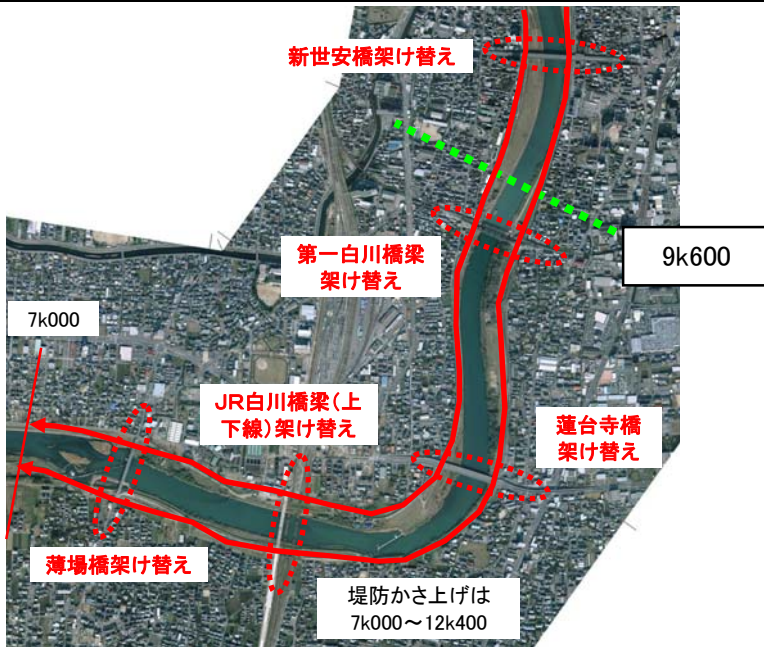 新世安橋架け替え
9k600
第一白川橋梁
架け替え
7k000
JR白川橋梁(上
下線)架け替え
蓮台寺橋
架け替え
薄場橋架け替え
堤防かさ上げは
7k000～12k400